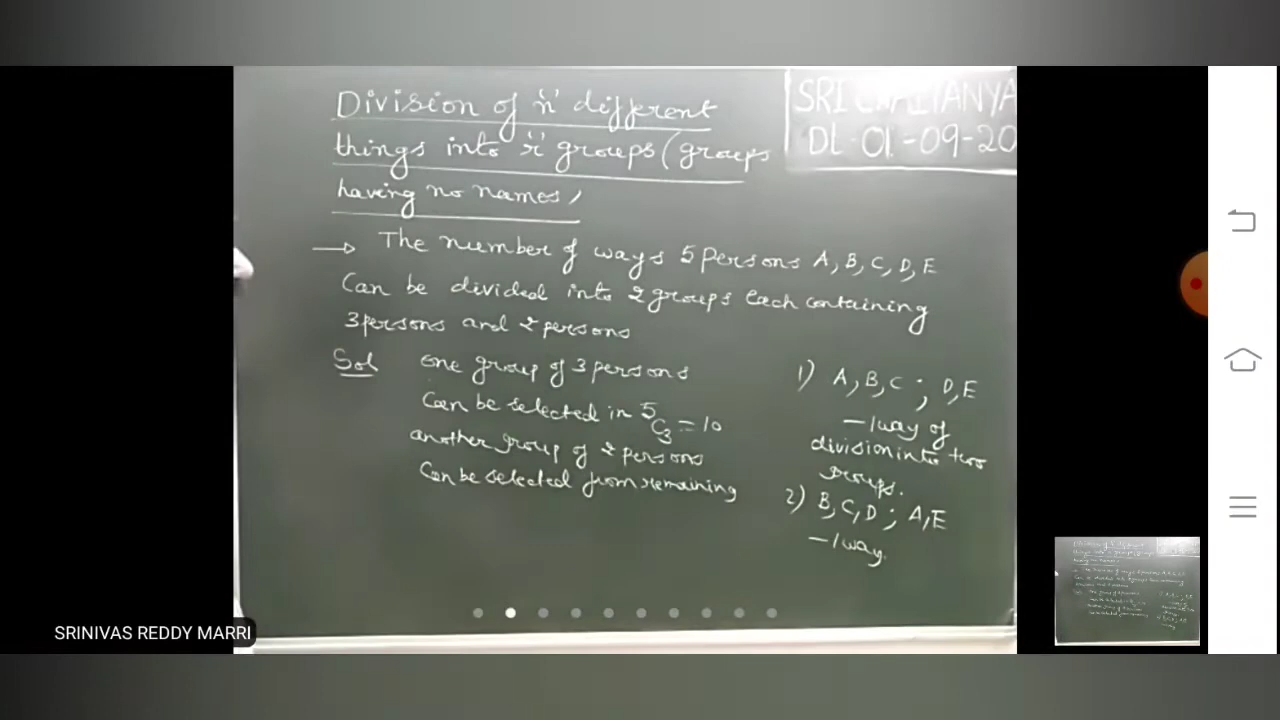 Division of 'n' different
things into 'r' groups (groups
having no names)
→ The number of ways 5 persons A, B, C, D, E
Can be divided into 2 groups each containing
3 persons and 2 persons
Sol one group of 3 persons
Can be selected in 5C3 = 10
another group of 2 persons
Can be selected from remaining
1) A, B, C ; D, E
– 1 way of
division into two
groups.
2) B, C, D ; A, E
– 1 way.
SRI CHAITANYA
DL-01-09-20
SRINIVAS REDDY MARRI